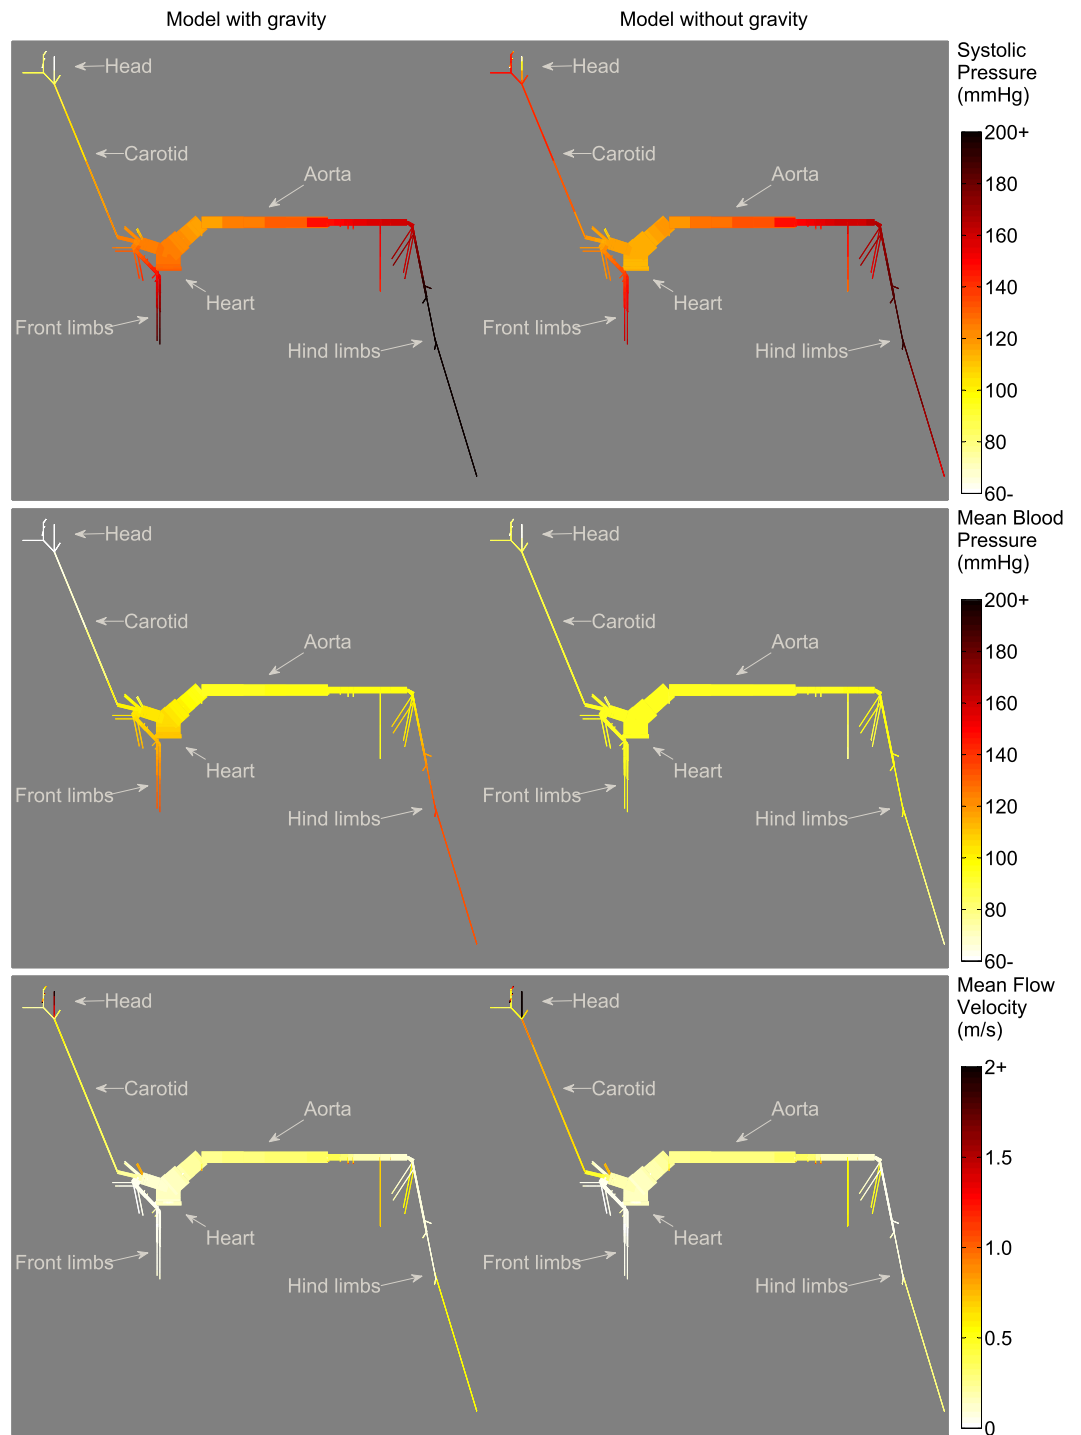 Model with gravity
Model without gravity
Head
Carotid
Aorta
Heart
Front limbs
Hind limbs
Head
Carotid
Aorta
Heart
Front limbs
Hind limbs
Systolic
Pressure
(mmHg)
200+
180
160
140
120
100
80
60-
Head
Carotid
Aorta
Heart
Front limbs
Hind limbs
Head
Carotid
Aorta
Heart
Front limbs
Hind limbs
Mean Blood
Pressure
(mmHg)
200+
180
160
140
120
100
80
60-
Head
Carotid
Aorta
Heart
Front limbs
Hind limbs
Head
Carotid
Aorta
Heart
Front limbs
Hind limbs
Mean Flow
Velocity
(m/s)
2+
1.5
1.0
0.5
0